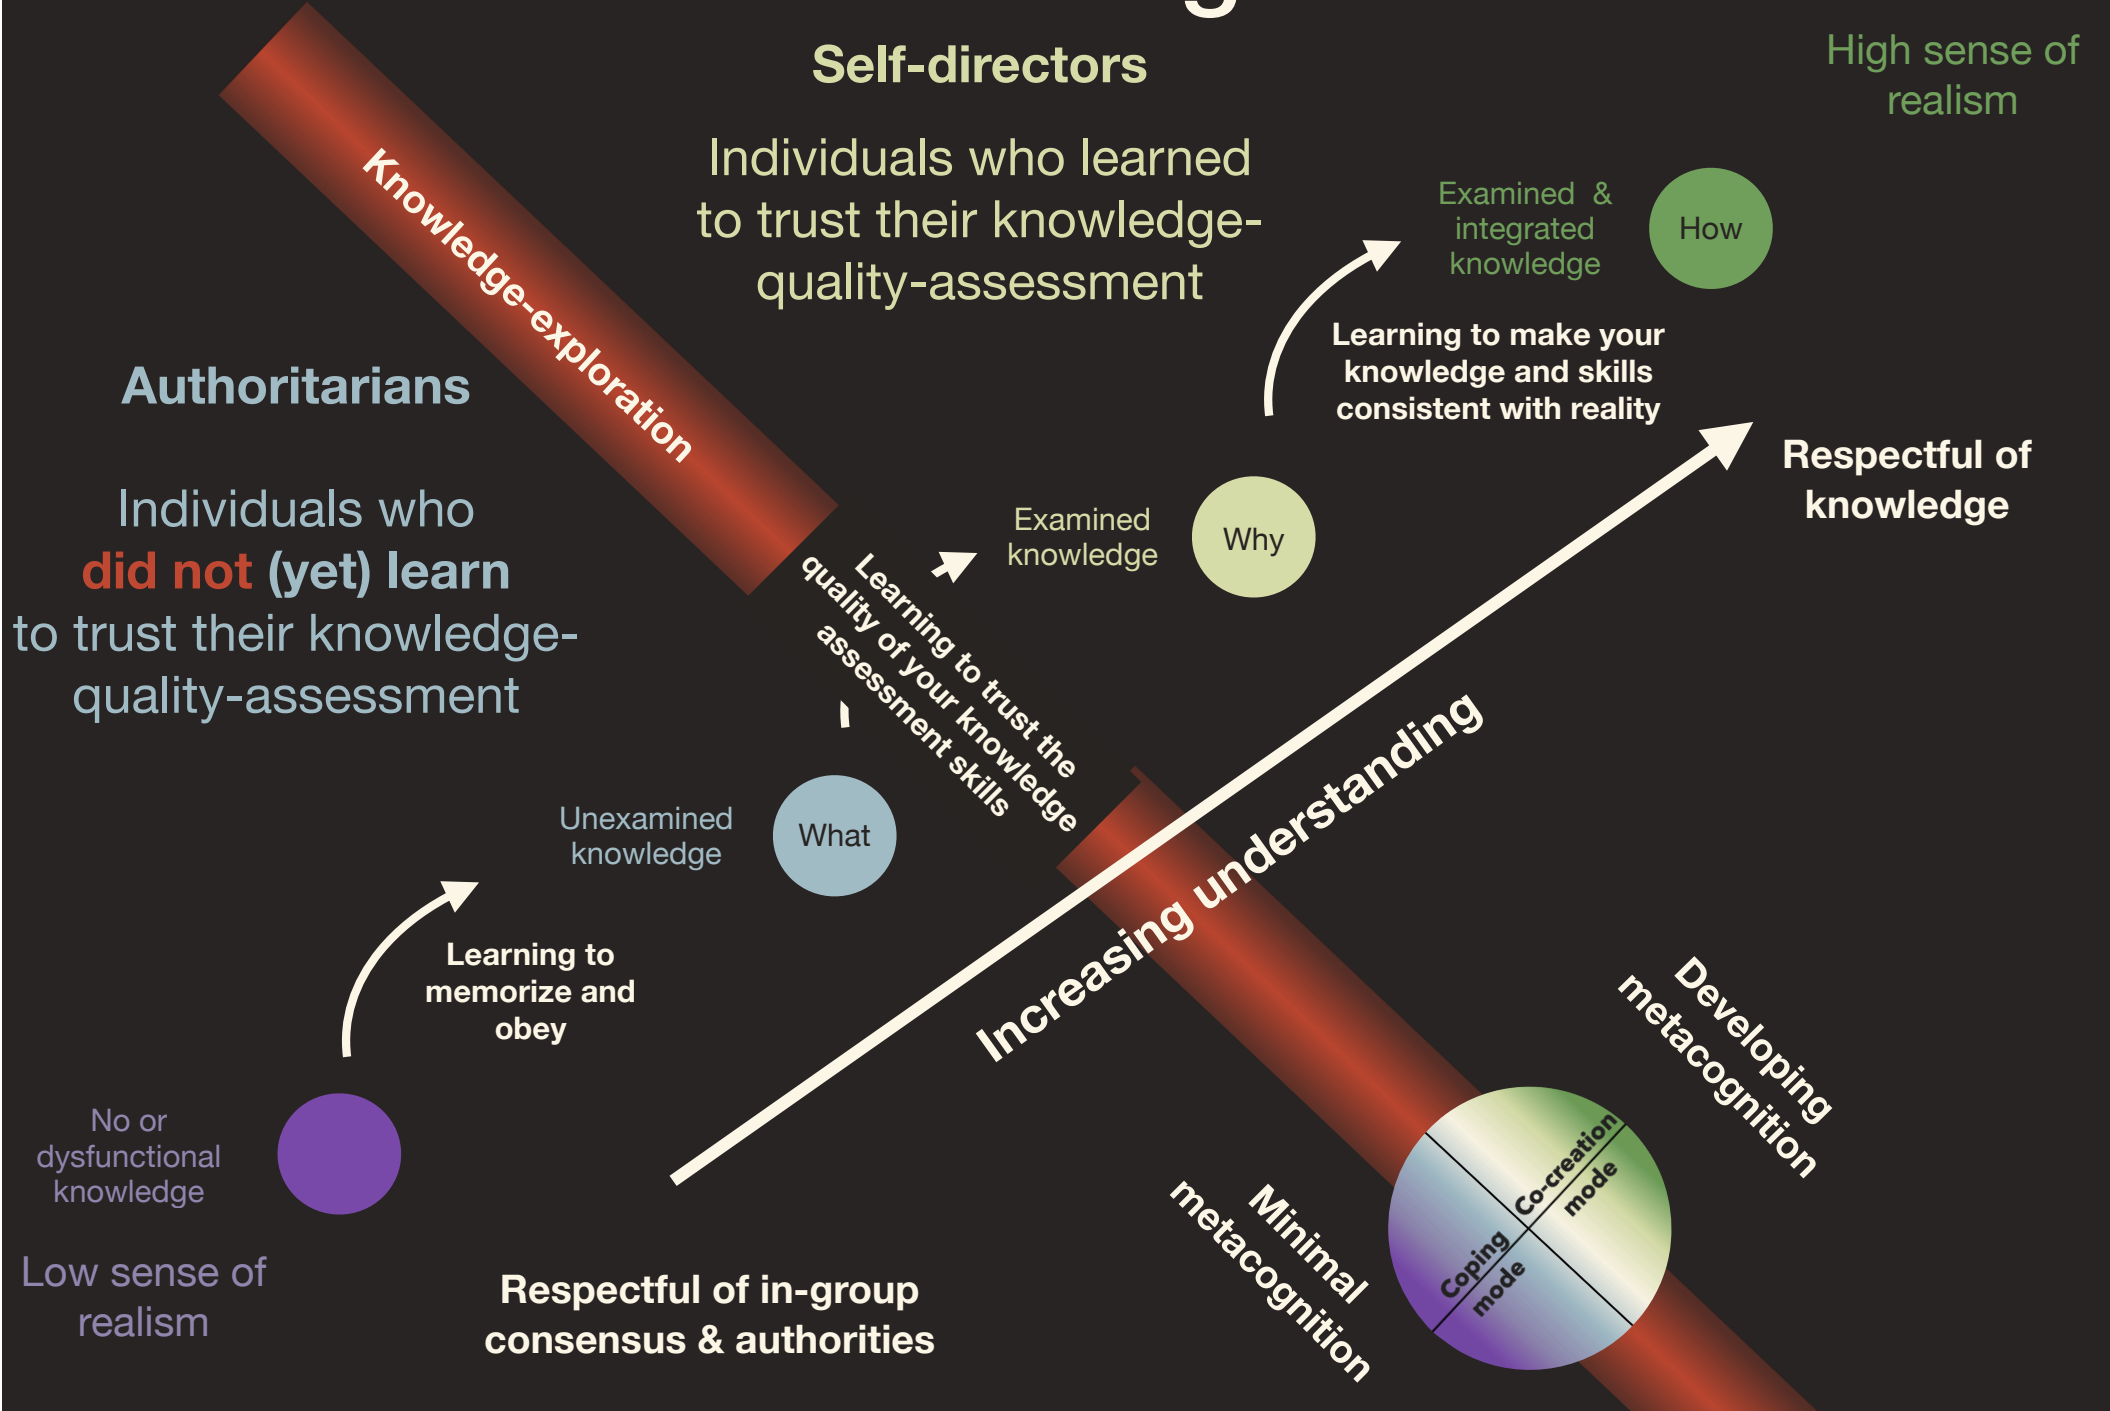 g
Self-directors
Individuals who learned
to trust their knowledge-
quality-assessment
High sense of
realism
Knowledge-exploration
Examined &
integrated
knowledge
How
Learning to make your
knowledge and skills
consistent with reality
Authoritarians
Individuals who
did not (yet) learn
to trust their knowledge-
quality-assessment
Respectful of
knowledge
Examined
knowledge
Why
Learning to trust the
quality of your knowledge
assessment skills
Unexamined
knowledge
What
Increasing understanding
Learning to
memorize and
obey
Developing
metacognition
No or
dysfunctional
knowledge
Low sense of
realism
Respectful of in-group
consensus & authorities
Minimal
metacognition
Co-creation
mode
Coping
mode